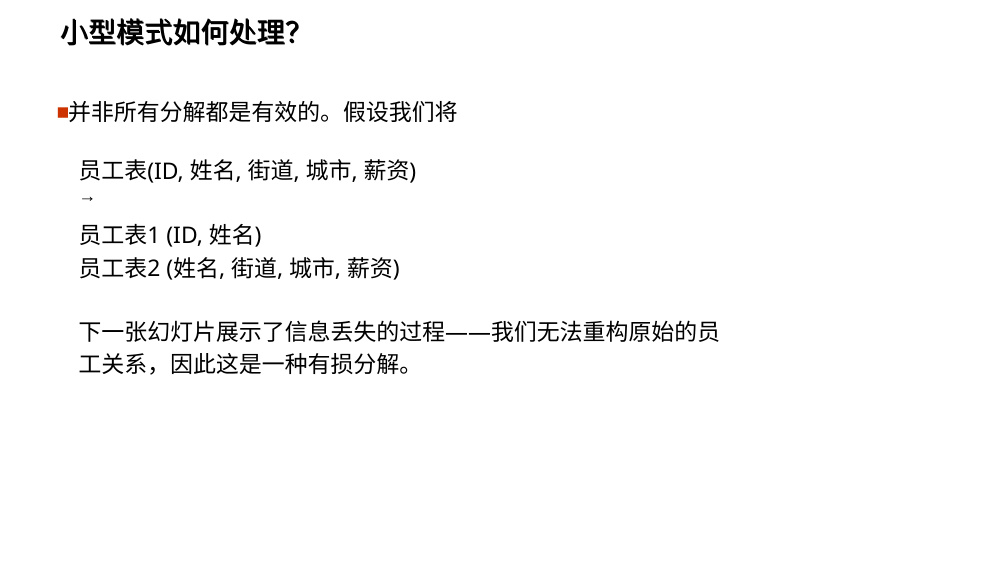 小型模式如何处理？
■并非所有分解都是有效的。假设我们将
员工表(ID, 姓名, 街道, 城市, 薪资)
→
员工表1 (ID, 姓名)
员工表2 (姓名, 街道, 城市, 薪资)
下一张幻灯片展示了信息丢失的过程——我们无法重构原始的员
工关系，因此这是一种有损分解。